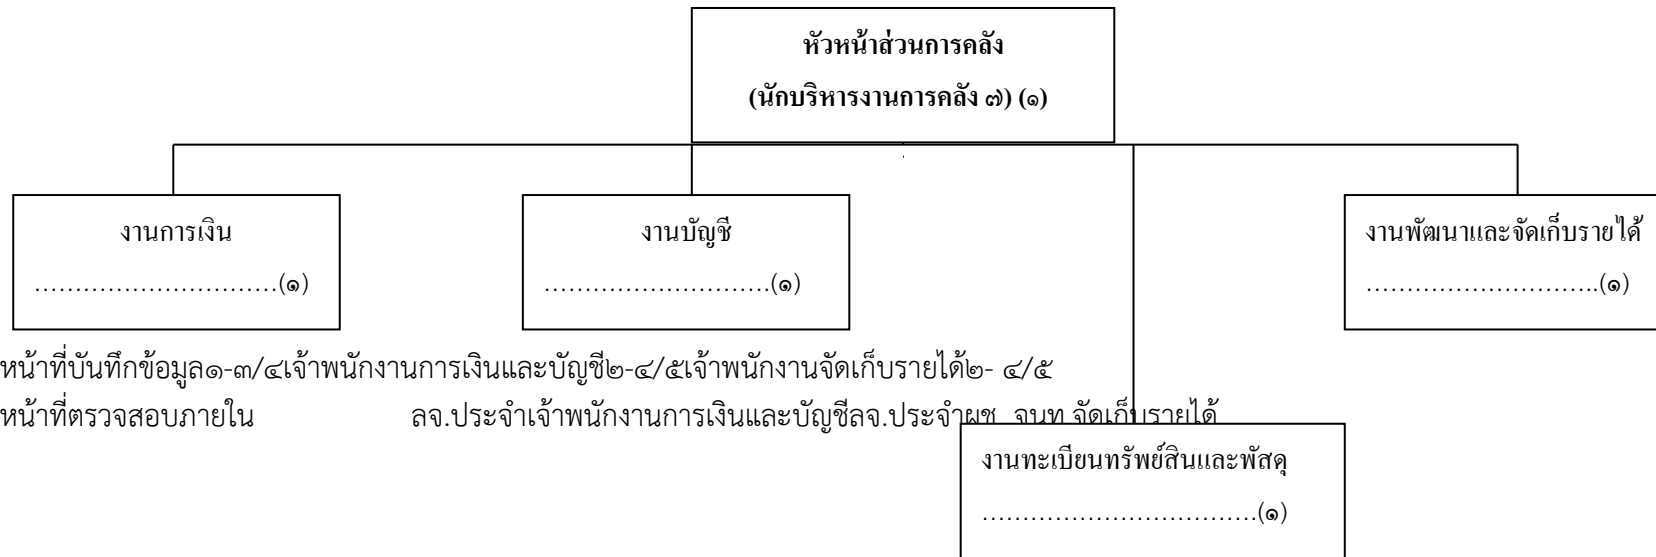 หัวหน้าส่วนการคลัง
(นักบริหารงานการคลัง ๗) (๑)
งานการเงิน
…………………………(๑)
งานบัญชี
……………………….(๑)
งานพัฒนาและจัดเก็บรายได้
………………………..(๑)
หน้าที่บันทึกข้อมูล๑-๓/๔เจ้าพนักงานการเงินและบัญชี๒-๔/๕เจ้าพนักงานจัดเก็บรายได้๒- ๔/๕
หน้าที่ตรวจสอบภายใน ลจ.ประจำเจ้าพนักงานการเงินและบัญชีลจ.ประจำผช. จนท.จัดเก็บรายได้
งานทะเบียนทรัพย์สินและพัสดุ
…………………………….(๑)